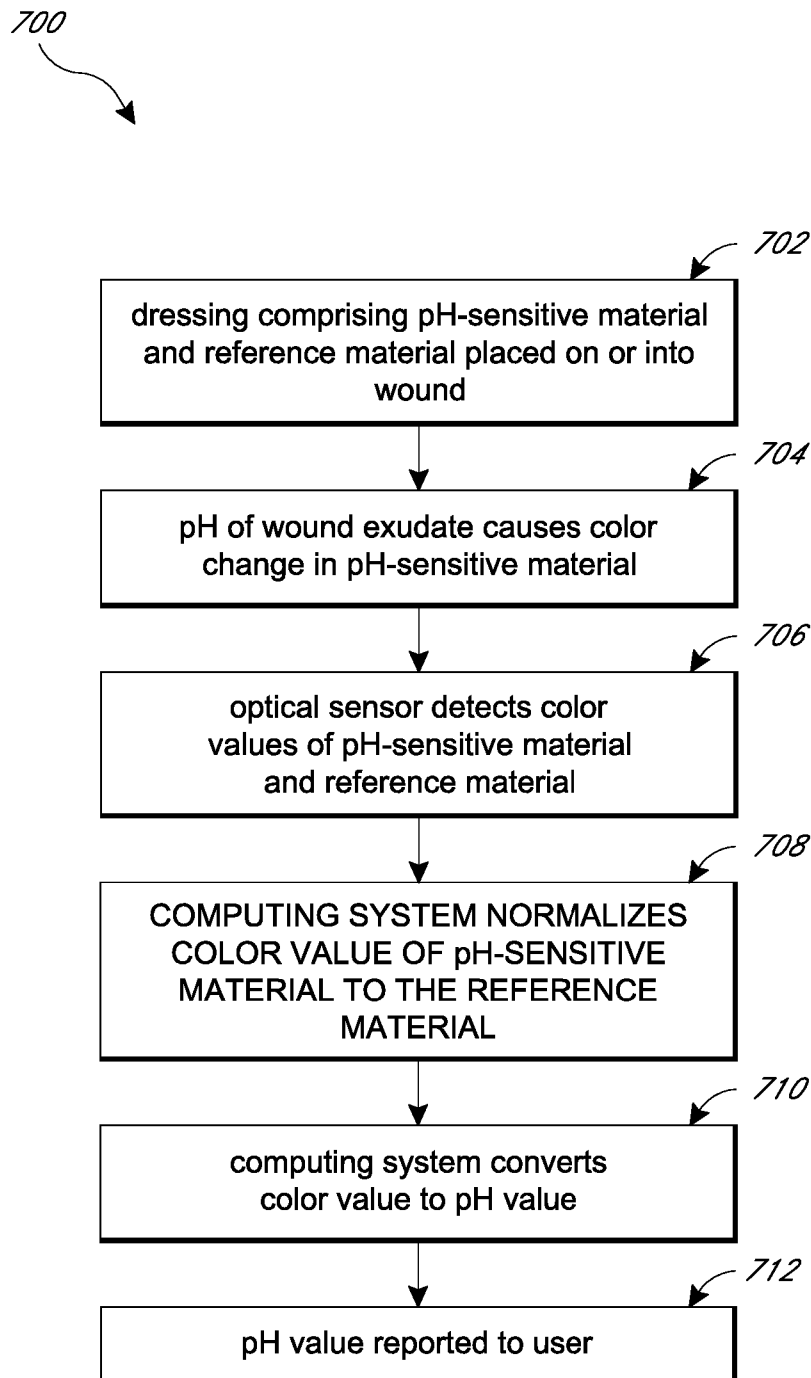 700
702
dressing comprising pH-sensitive material
and reference material placed on or into
wound
704
pH of wound exudate causes color
change in pH-sensitive material
706
optical sensor detects color
values of pH-sensitive material
and reference material
708
COMPUTING SYSTEM NORMALIZES
COLOR VALUE OF pH-SENSITIVE
MATERIAL TO THE REFERENCE
MATERIAL
710
computing system converts
color value to pH value
712
pH value reported to user